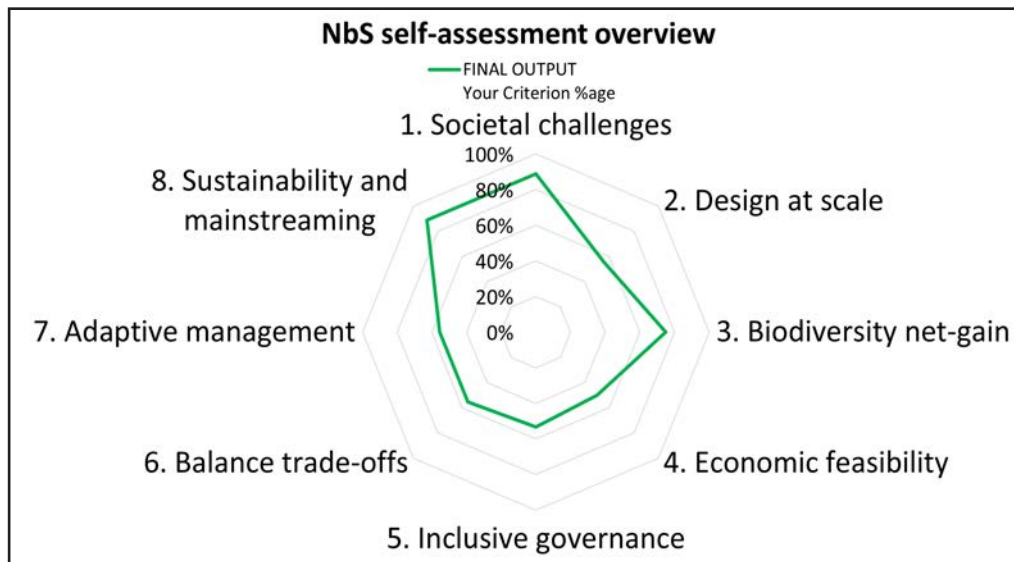 NbS self-assessment overview
FINAL OUTPUT
Your Criterion %age
1. Societal challenges
100%
80%
60%
40%
20%
0%
2. Design at scale
3. Biodiversity net-gain
4. Economic feasibility
5. Inclusive governance
6. Balance trade-offs
7. Adaptive management
8. Sustainability and
mainstreaming